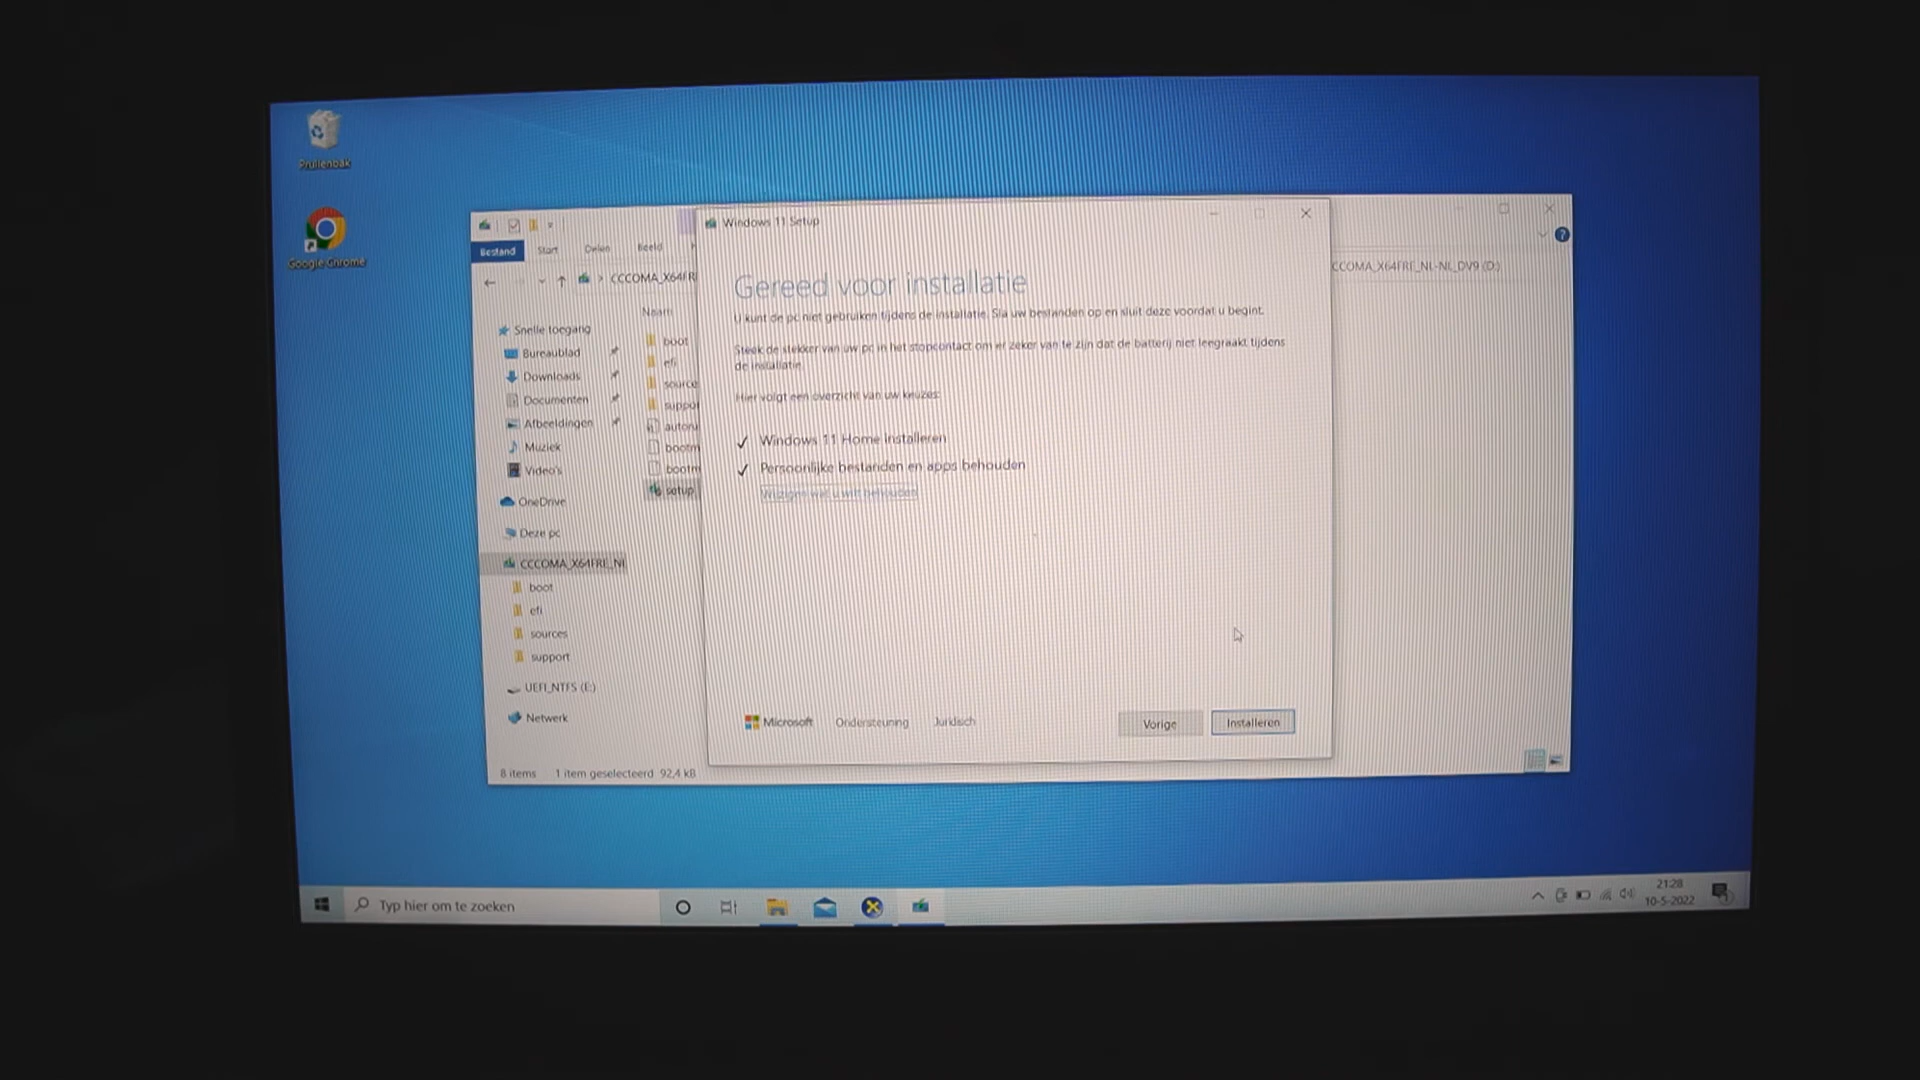 Prullenbak
Google Chrome
Bestand
Start
Delen
Beeld
CCCOMA_X64FRE
Naam
Snelle toegang
Bureaublad
Downloads
Documenten
Afbeeldingen
Muziek
Video's
OneDrive
Deze pc
CCCOMA_X64FRE_NL
boot
efi
sources
support
UEFI_NTFS (E:)
Netwerk
8 items
1 item geselecteerd 92,4 kB
boot
efi
source
suppor
autoru
bootm
bootm
setup
Windows 11 Setup
Gereed voor installatie
U kunt de pc niet gebruiken tijdens de installatie. Sla uw bestanden op en sluit deze voordat u begint.
Steek de stekker van uw pc in het stopcontact om er zeker van te zijn dat de batterij niet leegraakt tijdens
de installatie.
Hier volgt een overzicht van uw keuzes:
Windows 11 Home installeren
Persoonlijke bestanden en apps behouden
Wijzigen wat u wilt behouden
Microsoft
Ondersteuning
Juridisch
Vorige
Installeren
CCOMA_X64FRE_NL-NL_DV9 (D:)
Typ hier om te zoeken
21:28
10-5-2022